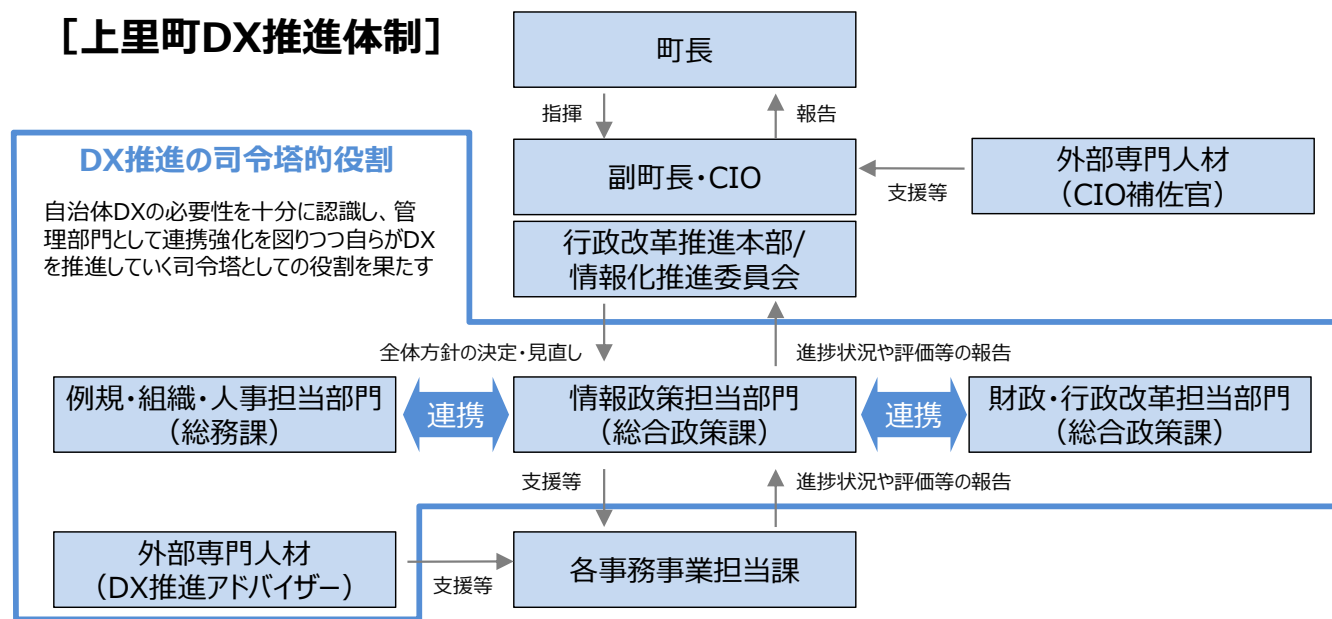 ［上里町DX推進体制］
町長
指揮
報告
DX推進の司令塔的役割
自治体DXの必要性を十分に認識し、管
理部門として連携強化を図りつつ自らがDX
を推進していく司令塔としての役割を果たす
副町長・CIO
支援等
外部専門人材
（CIO補佐官）
行政改革推進本部/
情報化推進委員会
全体方針の決定・見直し
進捗状況や評価等の報告
例規・組織・人事担当部門
（総務課）
連携
情報政策担当部門
（総合政策課）
連携
財政・行政改革担当部門
（総合政策課）
支援等
進捗状況や評価等の報告
外部専門人材
（DX推進アドバイザー）
支援等
各事務事業担当課